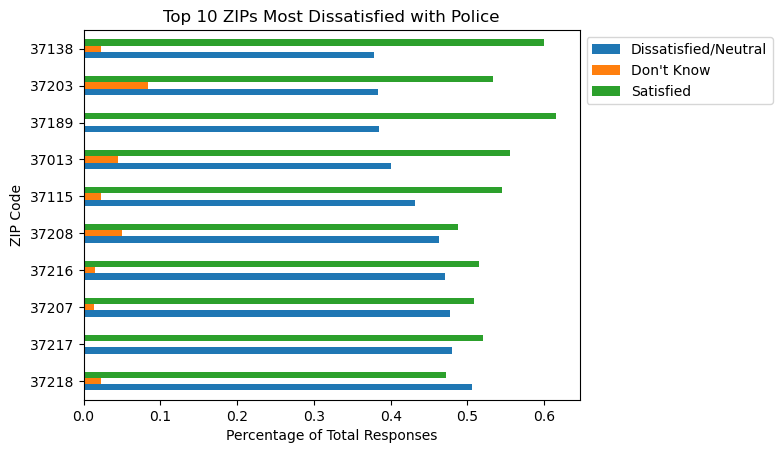 Top 10 ZIPs Most Dissatisfied with Police
Dissatisfied/Neutral
Don't Know
Satisfied
ZIP Code
37138
37203
37189
37013
37115
37208
37216
37207
37217
37218
0.0 0.1 0.2 0.3 0.4 0.5 0.6
Percentage of Total Responses